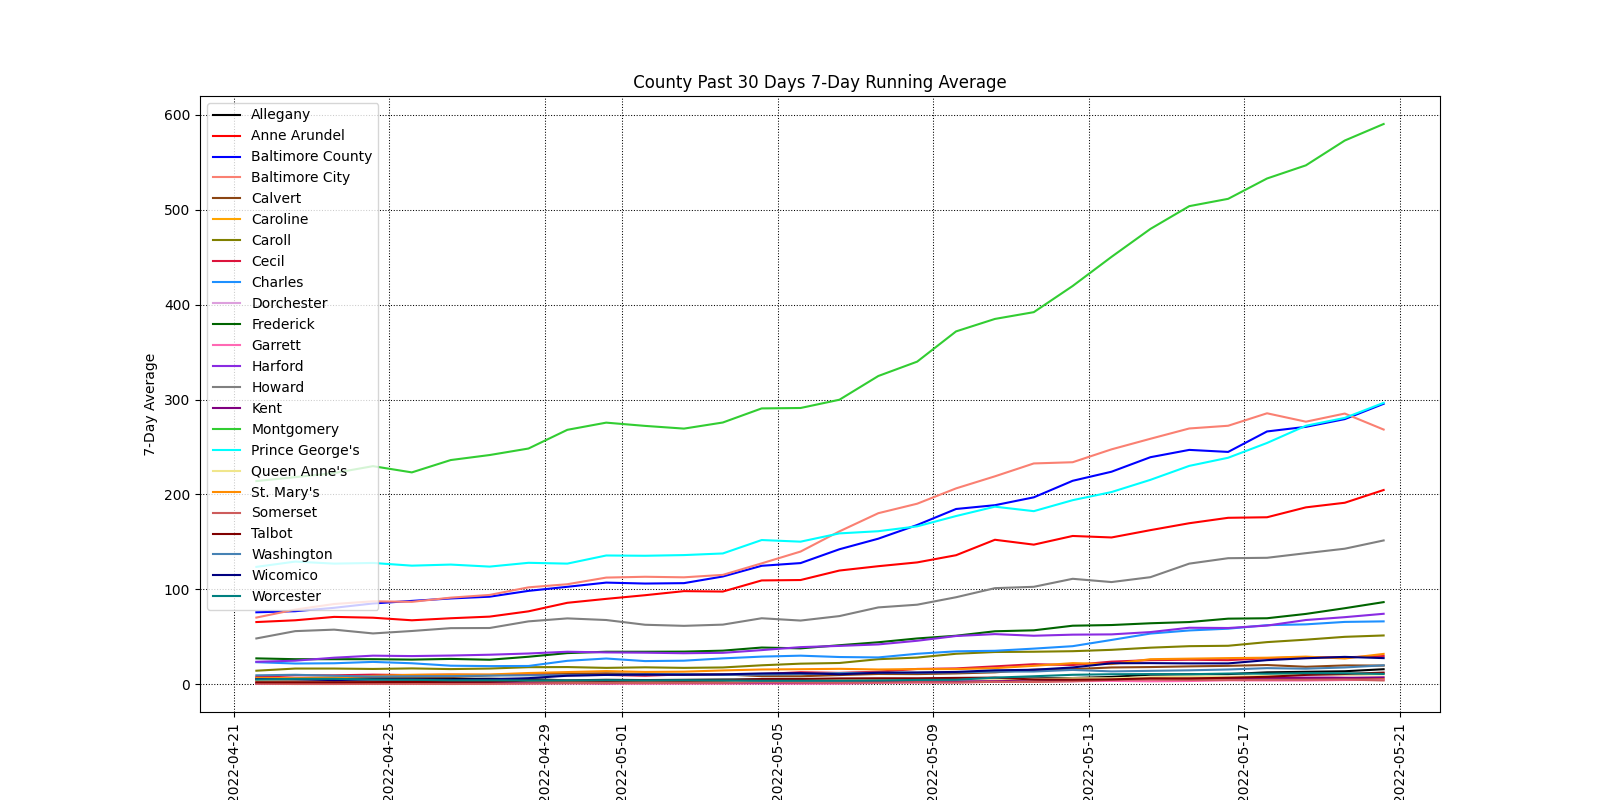 County Past 30 Days 7-Day Running Average
600
500
400
300
200
100
0
7-Day Average
Allegany
Anne Arundel
Baltimore County
Baltimore City
Calvert
Caroline
Caroll
Cecil
Charles
Dorchester
Frederick
Garrett
Harford
Howard
Kent
Montgomery
Prince George's
Queen Anne's
St. Mary's
Somerset
Talbot
Washington
Wicomico
Worcester
2022-04-21
2022-04-25
2022-04-29
2022-05-01
2022-05-05
2022-05-09
2022-05-13
2022-05-17
2022-05-21